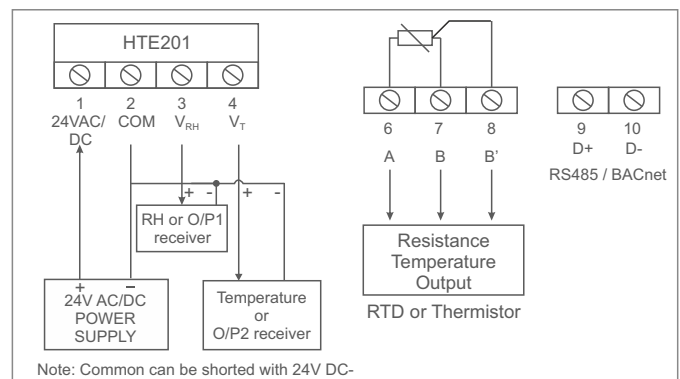 HTE201
1 2 3 4
24VAC/ COM V_RH V_T
DC
+ - + -
RH or O/P1
receiver
+ −
24V AC/DC
POWER
SUPPLY
Temperature
or
O/P2 receiver
Note: Common can be shorted with 24V DC-
6 7 8
A B B'
Resistance
Temperature
Output
RTD or Thermistor
9 10
D+ D-
RS485 / BACnet